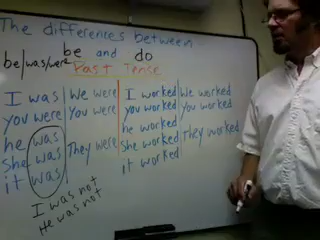 The differences between
be and do
be/was/were
Past Tense
I was We were I worked We worked
you were You were you worked You worked
he was he worked
She was They were She worked They worked
it was it worked
I was not
He was not